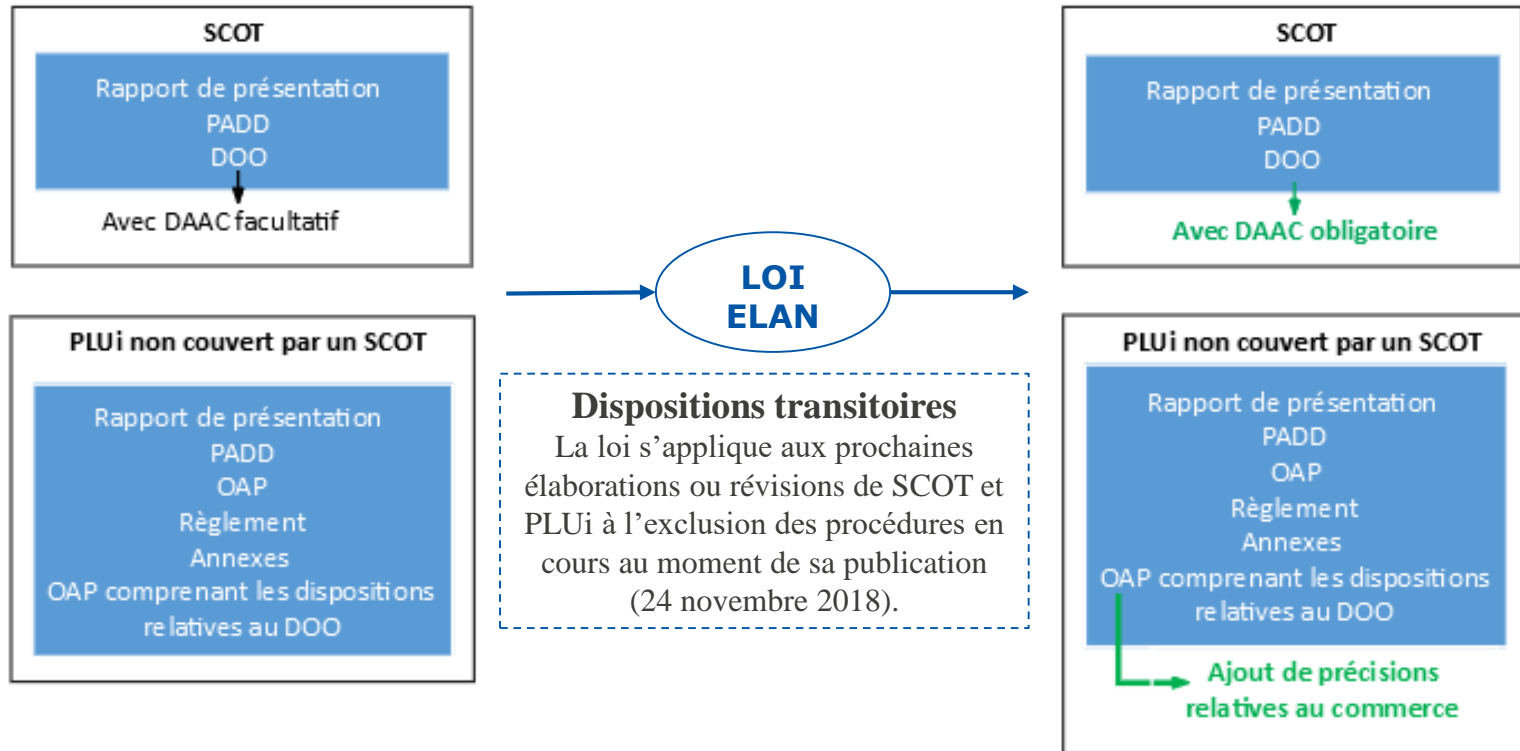 SCOT
Rapport de présentation
PADD
DOO
Avec DAAC facultatif
PLUi non couvert par un SCOT
Rapport de présentation
PADD
OAP
Règlement
Annexes
OAP comprenant les dispositions
relatives au DOO
LOI
ELAN
Dispositions transitoires
La loi s’applique aux prochaines
élaborations ou révisions de SCOT et
PLUi à l’exclusion des procédures en
cours au moment de sa publication
(24 novembre 2018).
SCOT
Rapport de présentation
PADD
DOO
Avec DAAC obligatoire
PLUi non couvert par un SCOT
Rapport de présentation
PADD
OAP
Règlement
Annexes
OAP comprenant les dispositions
relatives au DOO
Ajout de précisions
relatives au commerce